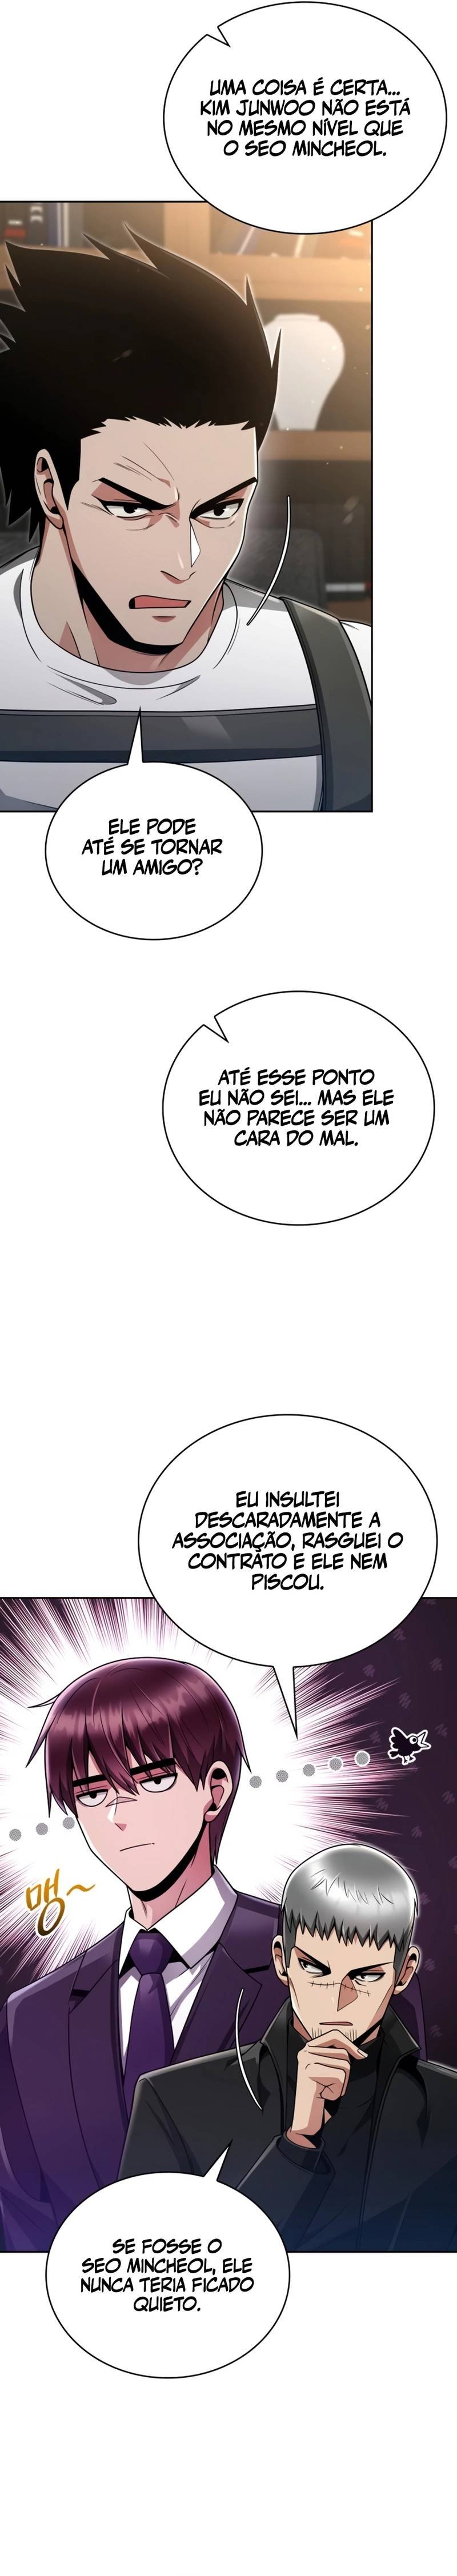 UMA COISA É CERTA...
KIM JUNWOO NÃO ESTÁ
NO MESMO NÍVEL QUE
O SEO MINCHEOL.
ELE PODE
ATÉ SE TORNAR
UM AMIGO?
ATÉ ESSE PONTO
EU NÃO SEI... MAS ELE
NÃO PARECE SER UM
CARA DO MAL.
EU INSULTEI
DESCARADAMENTE A
ASSOCIAÇÃO, RASGUEI O
CONTRATO E ELE NEM
PISCOU.
맹~
SE FOSSE O
SEO MINCHEOL, ELE
NUNCA TERIA FICADO
QUIETO.